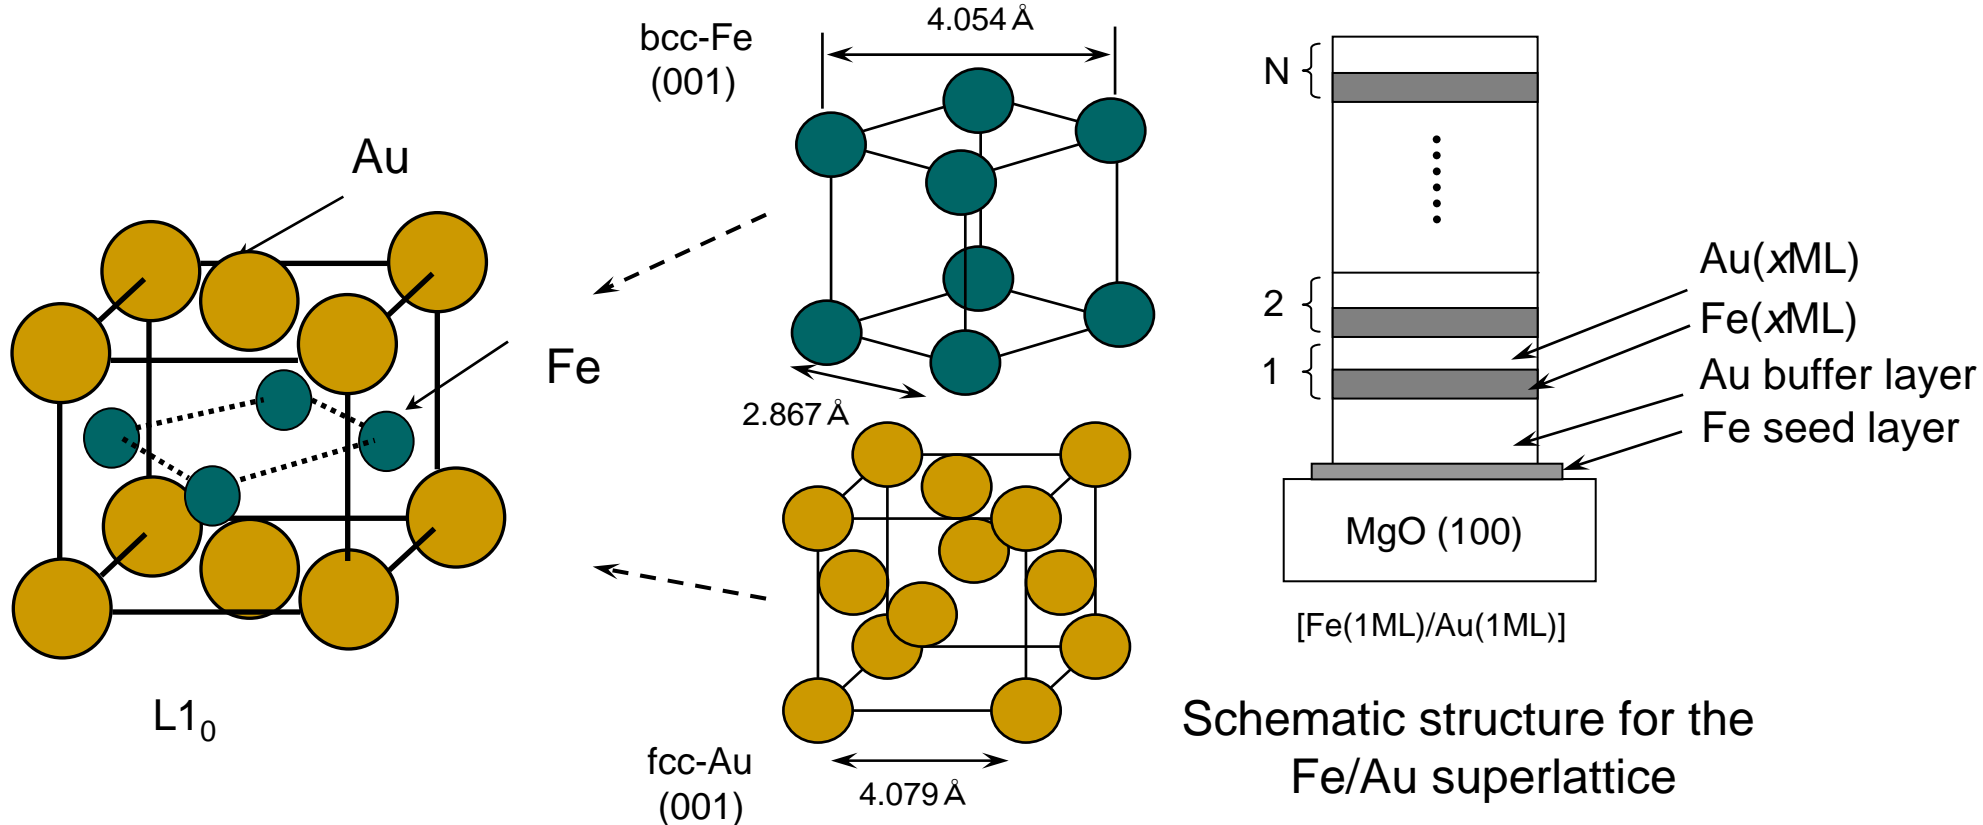 Au
Fe
L1₀
bcc-Fe
(001)
4.054 Å
2.867 Å
fcc-Au
(001)
4.079 Å
N
2
1
Au(xML)
Fe(xML)
Au buffer layer
Fe seed layer
MgO (100)
[Fe(1ML)/Au(1ML)]
Schematic structure for the
Fe/Au superlattice